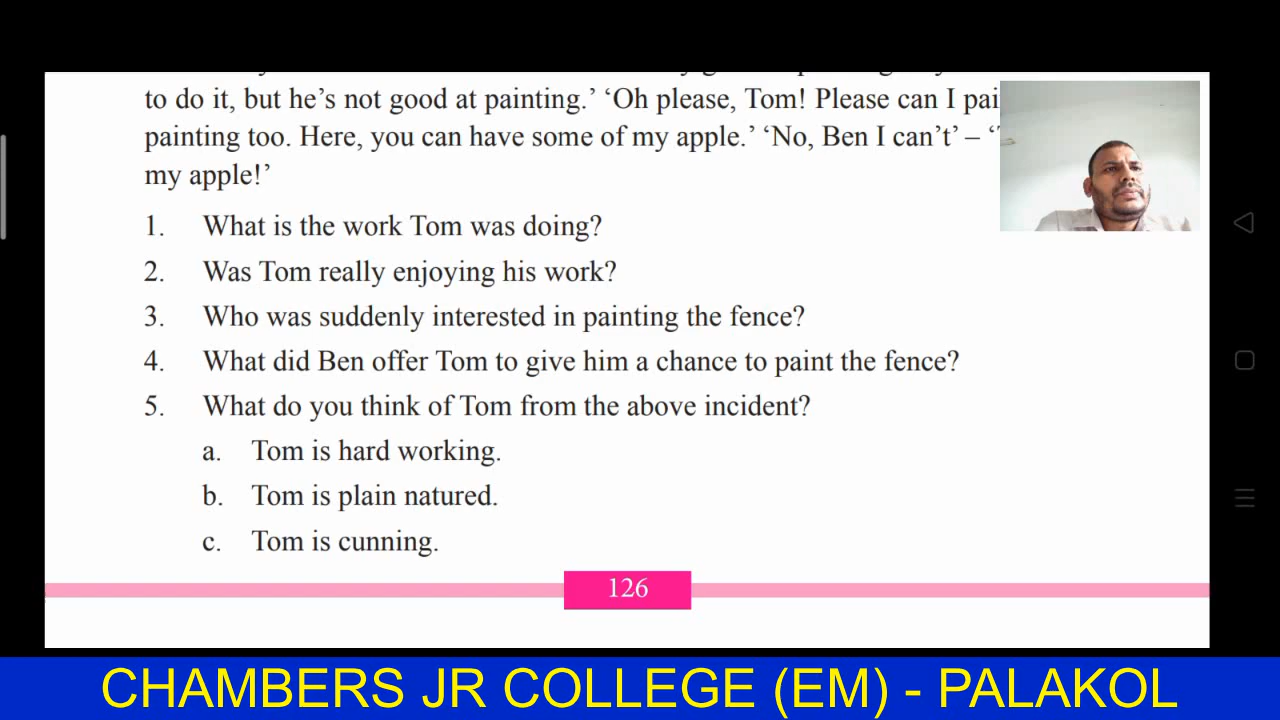 to do it, but he's not good at painting.' 'Oh please, Tom! Please can I
painting too. Here, you can have some of my apple.' 'No, Ben I can't' –
my apple!'
1. What is the work Tom was doing?
2. Was Tom really enjoying his work?
3. Who was suddenly interested in painting the fence?
4. What did Ben offer Tom to give him a chance to paint the fence?
5. What do you think of Tom from the above incident?
a. Tom is hard working.
b. Tom is plain natured.
c. Tom is cunning.
126
CHAMBERS JR COLLEGE (EM) - PALAKOL